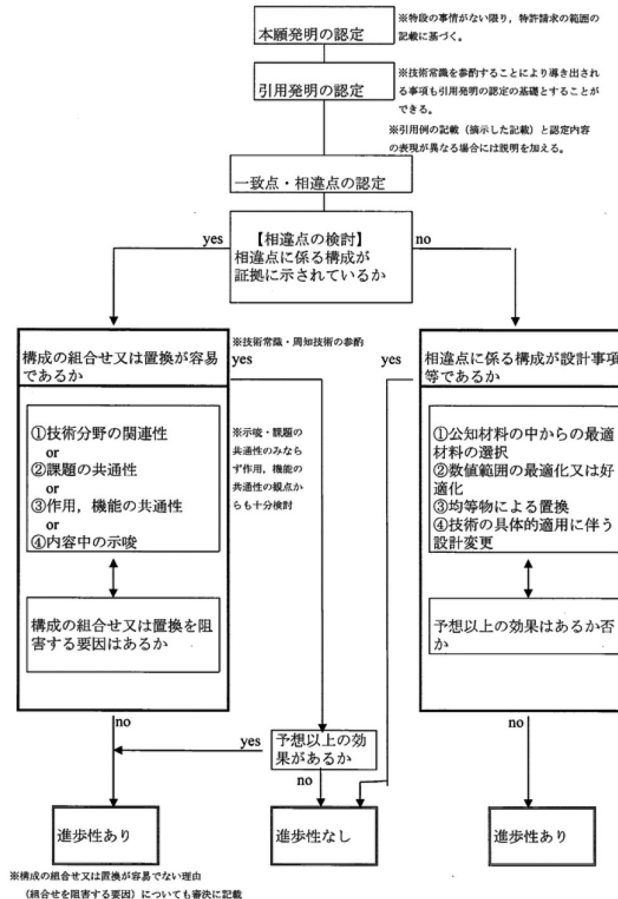 本願発明の認定
※特段の事情がない限り，特許請求の範囲の
記載に基づく。
引用発明の認定
※技術常識を参酌することにより導き出され
る事項も引用発明の認定の基礎とすることが
できる。
※引用例の記載（摘示した記載）と認定内容
の表現が異なる場合には説明を加える。
一致点・相違点の認定
yes
【相違点の検討】
相違点に係る構成が
証拠に示されているか
no
構成の組合せ又は置換が容易
であるか
※技術常識・周知技術の参酌
yes
yes
相違点に係る構成が設計事項
等であるか
①技術分野の関連性
or
②課題の共通性
or
③作用，機能の共通性
or
④内容中の示唆
※示唆・課題の
共通性のみなら
ず作用，機能の
共通性の観点か
らも十分検討
①公知材料の中からの最適
材料の選択
②数値範囲の最適化又は好
適化
③均等物による置換
④技術の具体的適用に伴う
設計変更
構成の組合せ又は置換を阻
害する要因はあるか
予想以上の効果はあるか否
か
no
yes
予想以上の効
果があるか
no
no
進歩性あり
進歩性なし
進歩性あり
※構成の組合せ又は置換が容易でない理由
（組合せを阻害する要因）についても審決に記載